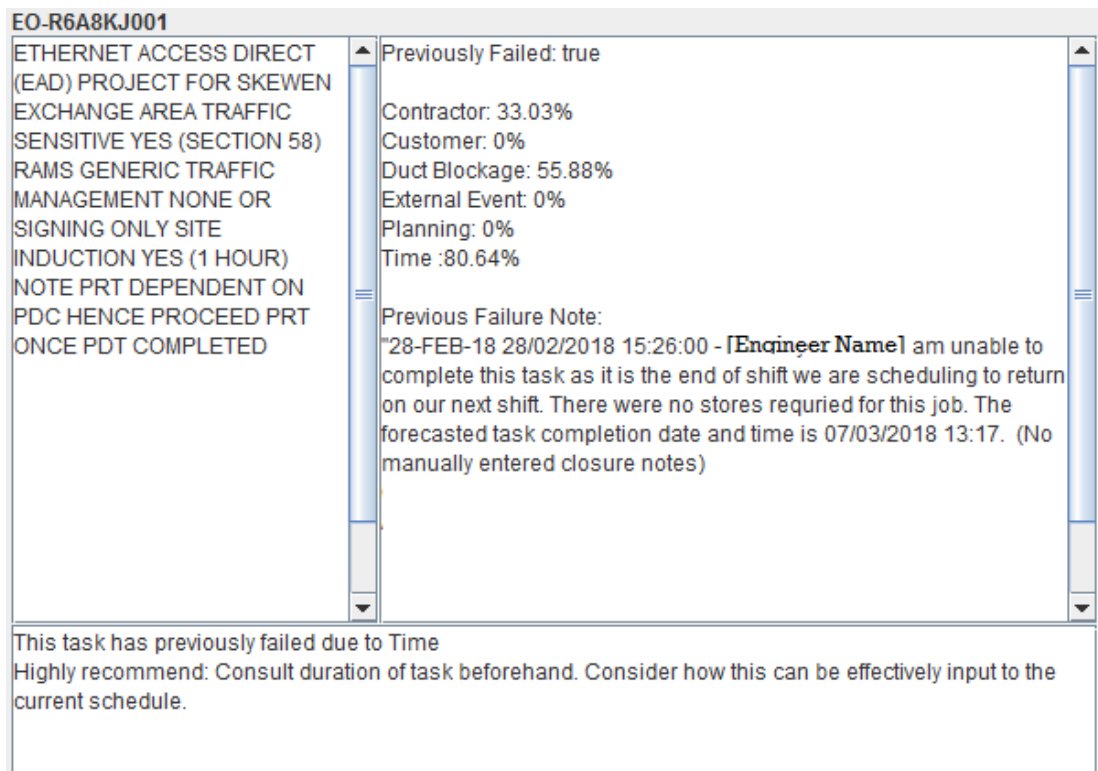 EO-R6A8KJ001
ETHERNET ACCESS DIRECT
(EAD) PROJECT FOR SKEWEN
EXCHANGE AREA TRAFFIC
SENSITIVE YES (SECTION 58)
RAMS GENERIC TRAFFIC
MANAGEMENT NONE OR
SIGNING ONLY SITE
INDUCTION YES (1 HOUR)
NOTE PRT DEPENDENT ON
PDC HENCE PROCEED PRT
ONCE PDT COMPLETED
Previously Failed: true
Contractor: 33.03%
Customer: 0%
Duct Blockage: 55.88%
External Event: 0%
Planning: 0%
Time :80.64%
Previous Failure Note:
"28-FEB-18 28/02/2018 15:26:00 - [Engineer Name] am unable to
complete this task as it is the end of shift we are scheduling to return
on our next shift. There were no stores requried for this job. The
forecasted task completion date and time is 07/03/2018 13:17.  (No
manually entered closure notes)
This task has previously failed due to Time
Highly recommend: Consult duration of task beforehand. Consider how this can be effectively input to the
current schedule.